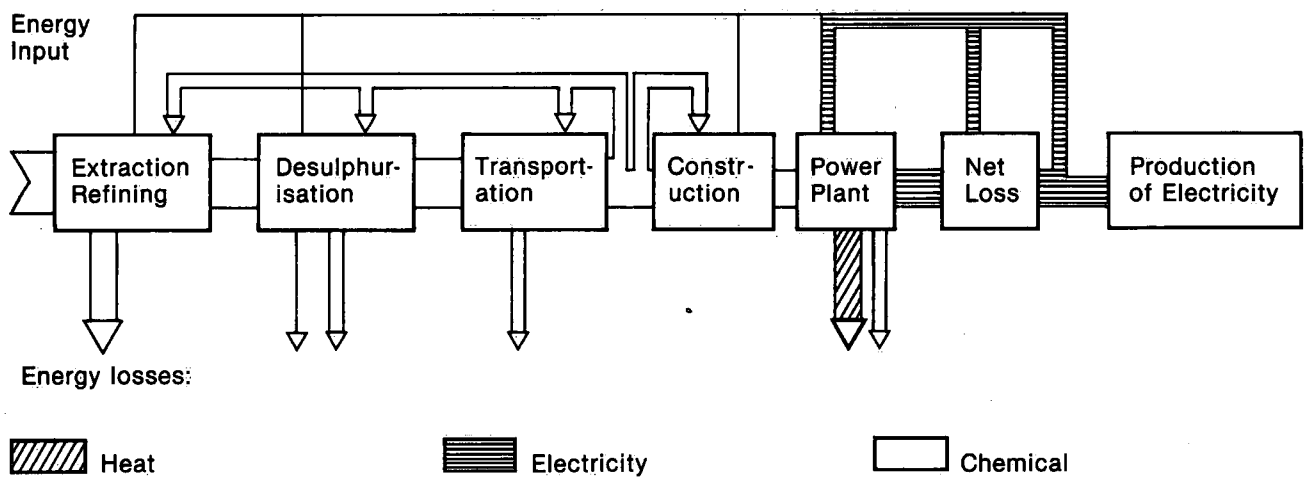 Energy
Input
Extraction
Refining
Desulphur-
isation
Transport-
ation
Constr-
uction
Power
Plant
Net
Loss
Production
of Electricity
Energy losses:
Heat
Electricity
Chemical